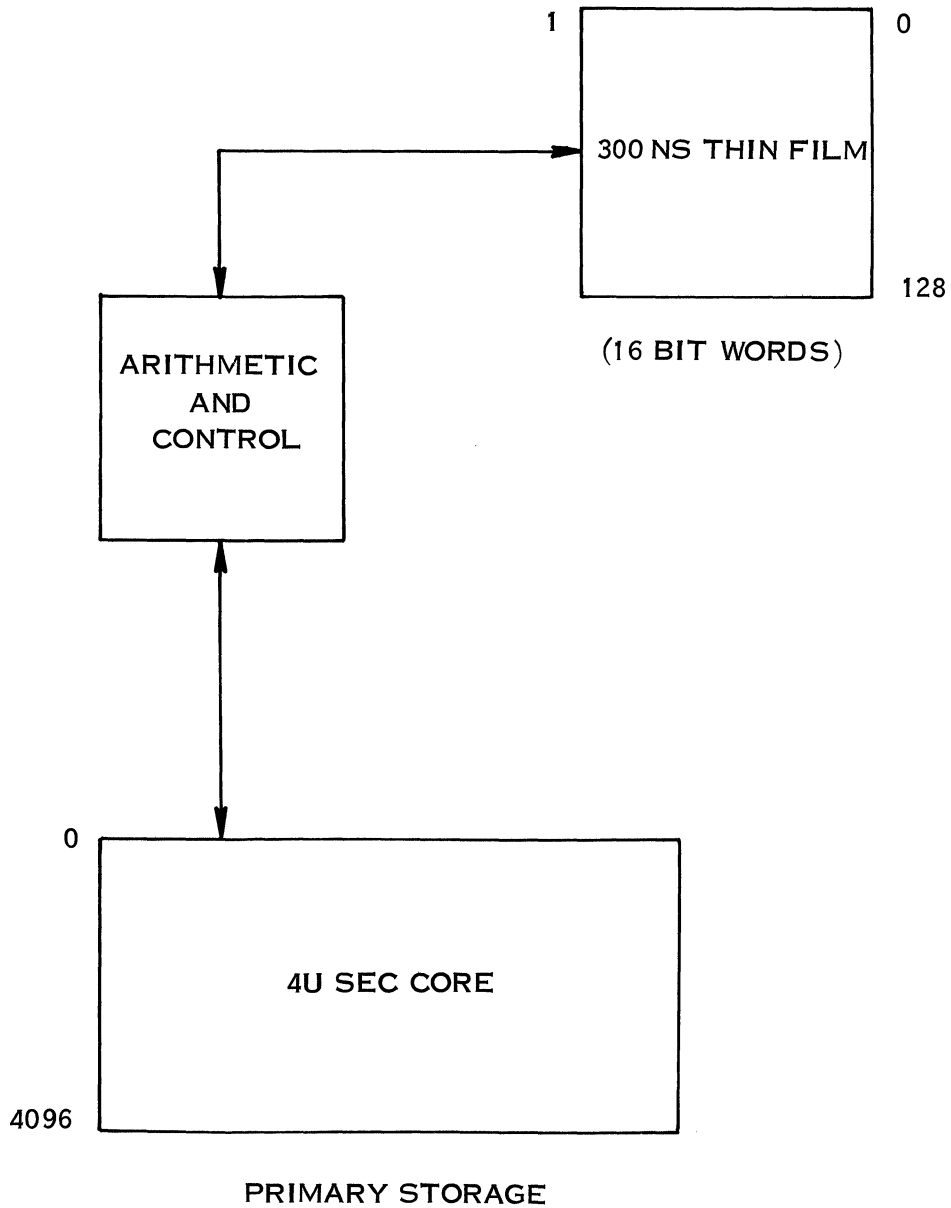 1
0
300 NS THIN FILM
128
(16 BIT WORDS)
ARITHMETIC
AND
CONTROL
0
4U SEC CORE
4096
PRIMARY STORAGE